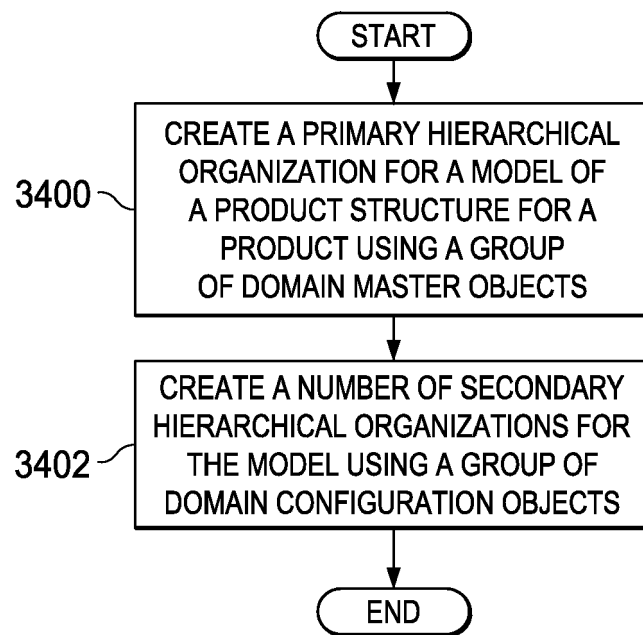 START
3400
CREATE A PRIMARY HIERARCHICAL
ORGANIZATION FOR A MODEL OF
A PRODUCT STRUCTURE FOR A
PRODUCT USING A GROUP
OF DOMAIN MASTER OBJECTS
3402
CREATE A NUMBER OF SECONDARY
HIERARCHICAL ORGANIZATIONS FOR
THE MODEL USING A GROUP OF
DOMAIN CONFIGURATION OBJECTS
END